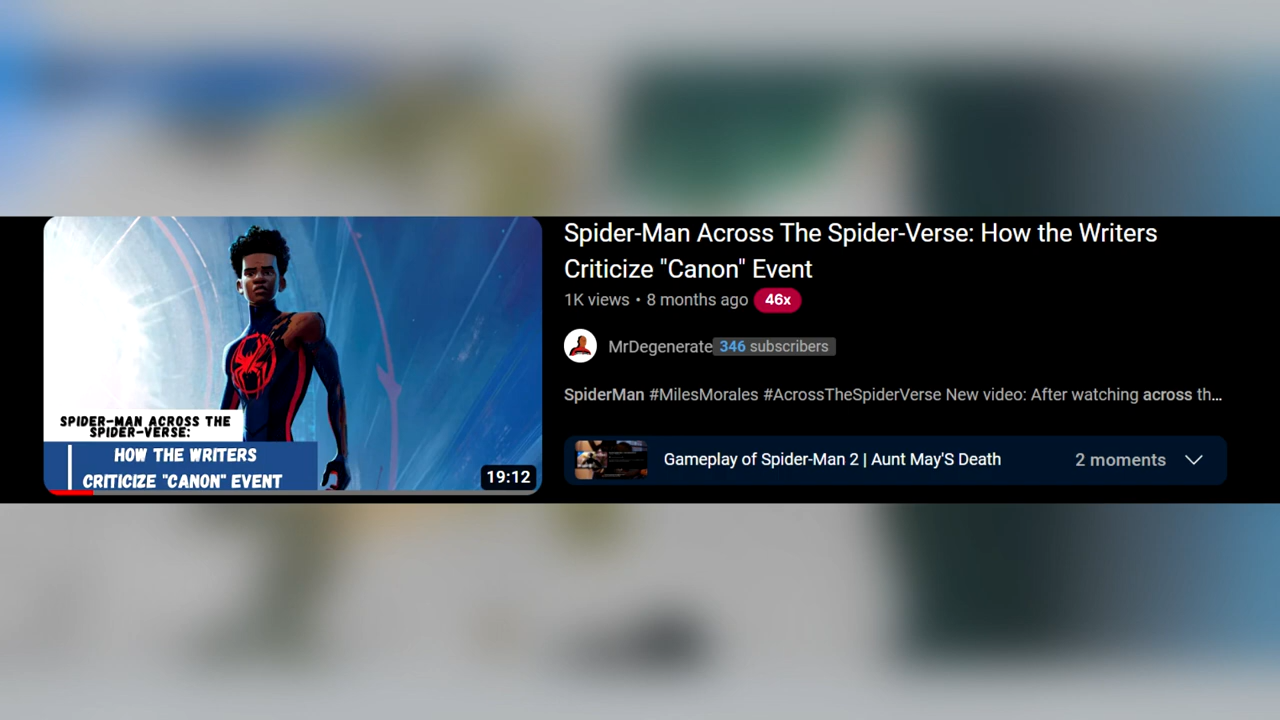 SPIDER-MAN ACROSS THE
SPIDER-VERSE:
HOW THE WRITERS
CRITICIZE "CANON" EVENT
19:12
Spider-Man Across The Spider-Verse: How the Writers
Criticize "Canon" Event
1K views • 8 months ago 46x
MrDegenerate 346 subscribers
SpiderMan #MilesMorales #AcrossTheSpiderVerse New video: After watching across th...
Gameplay of Spider-Man 2 | Aunt May'S Death 2 moments